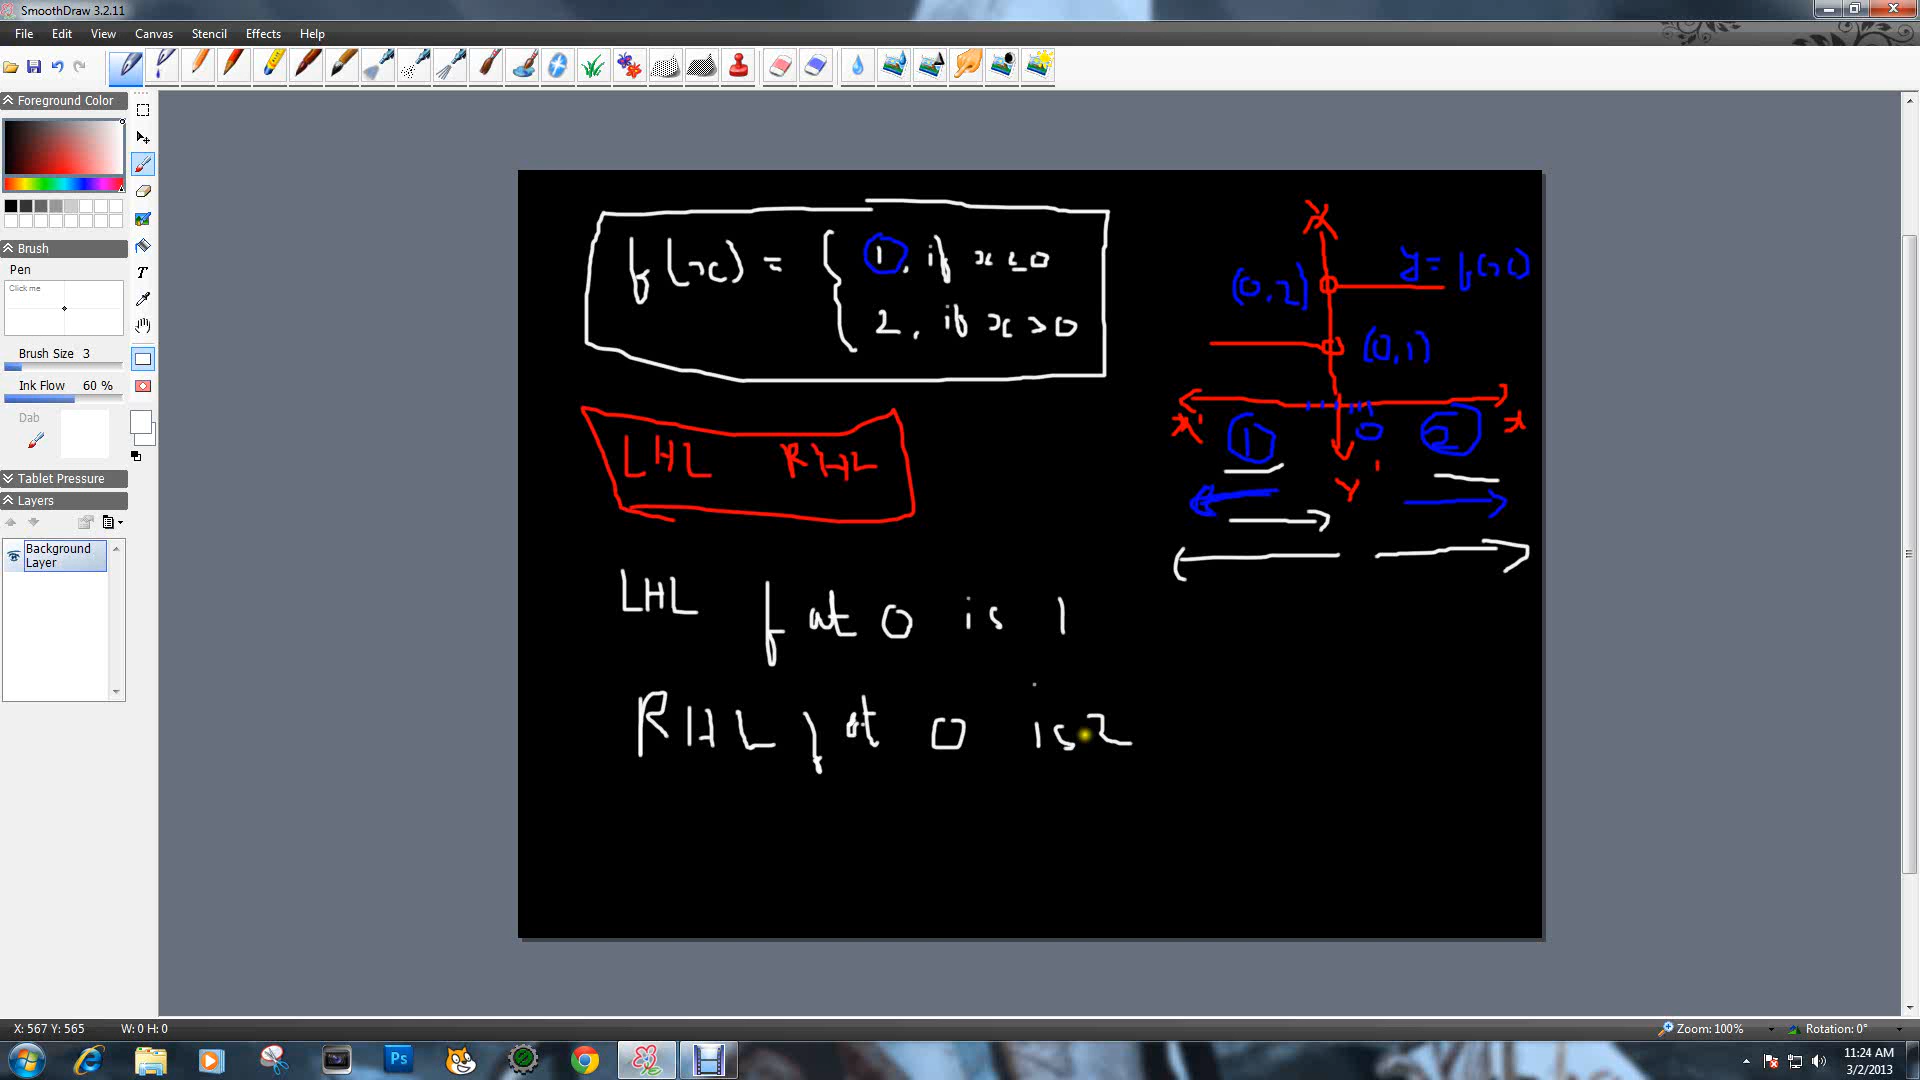 SmoothDraw 3.2.11
File Edit View Canvas Stencil Effects Help
Foreground Color
Brush
Pen
Click me
Brush Size 3
Ink Flow 60 %
Dab
Tablet Pressure
Layers
Background
Layer
f(x) = { 1, if x ≤ 0
2, if x > 0
LHL RHL
LHL f at 0 is 1
RHL f at 0 is 2
y = f(x)
(0,2)
(0,1)
x' 1 0 2 x
Y'
X: 567 Y: 565 W: 0 H: 0
Zoom: 100% Rotation: 0°
Ps
11:24 AM
3/2/2013